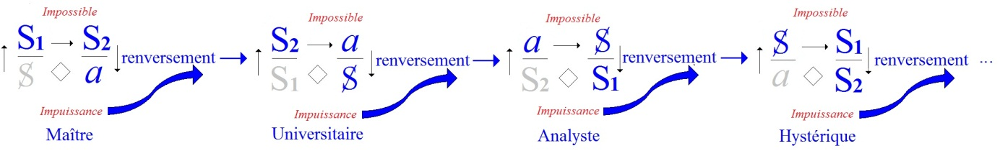 Impossible
S1 → S2 renversement →
$ ◇ a
Impuissance
Maître
Impossible
S2 → a renversement →
S1 ◇ $
Impuissance
Universitaire
Impossible
a → $ renversement →
S2 ◇ S1
Impuissance
Analyste
Impossible
$ → S1 renversement ...
a ◇ S2
Impuissance
Hystérique